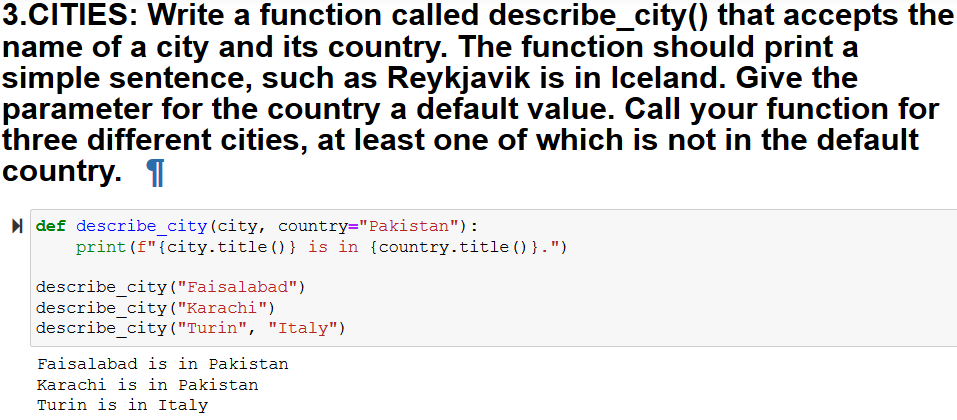 3.CITIES: Write a function called describe_city() that accepts the
name of a city and its country. The function should print a
simple sentence, such as Reykjavik is in Iceland. Give the
parameter for the country a default value. Call your function for
three different cities, at least one of which is not in the default
country. ¶
def describe_city(city, country="Pakistan"):
    print(f"{city.title()} is in {country.title()}.")
describe_city("Faisalabad")
describe_city("Karachi")
describe_city("Turin", "Italy")
Faisalabad is in Pakistan
Karachi is in Pakistan
Turin is in Italy